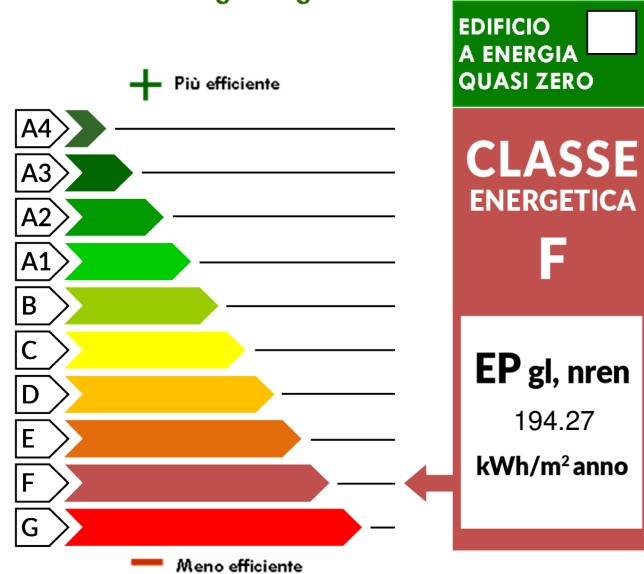 EDIFICIO
A ENERGIA
QUASI ZERO
Più efficiente
A4
A3
A2
A1
B
C
D
E
F
G
Meno efficiente
CLASSE
ENERGETICA
F
EP gl, nren
194.27
kWh/m² anno